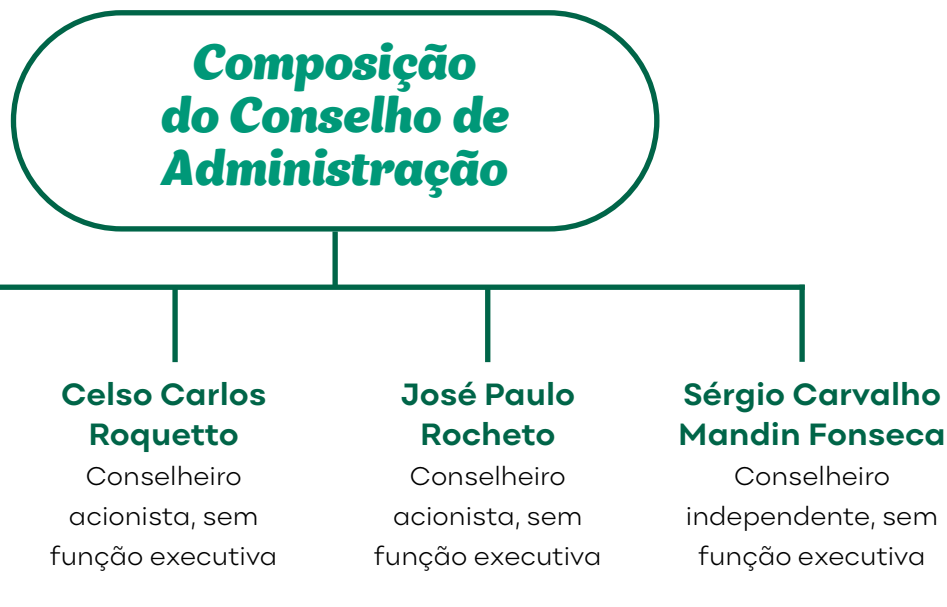 Composição
do Conselho de
Administração
Celso Carlos
Roquetto
Conselheiro
acionista, sem
função executiva
José Paulo
Rocheto
Conselheiro
acionista, sem
função executiva
Sérgio Carvalho
Mandin Fonseca
Conselheiro
independente, sem
função executiva